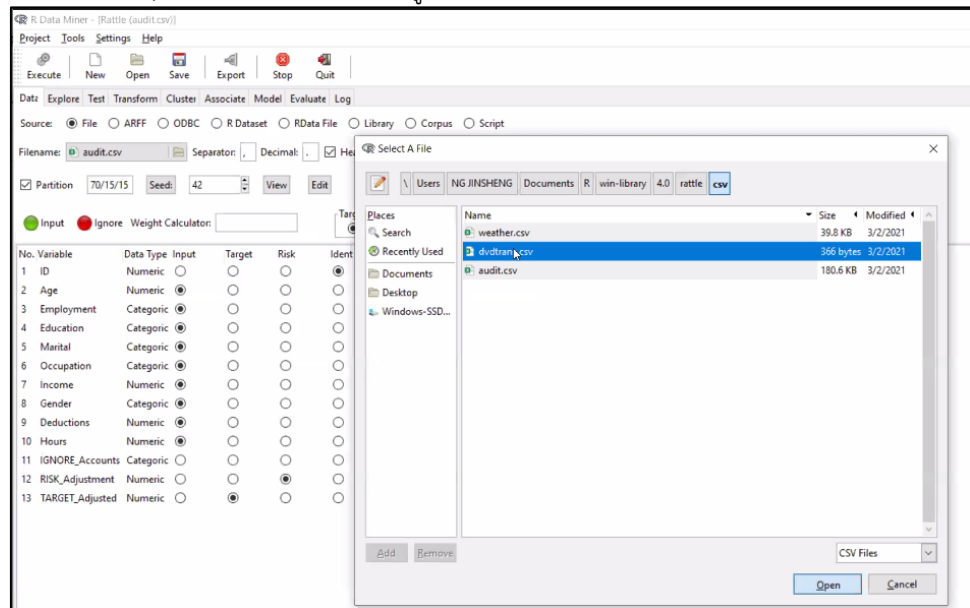 R Data Miner - [Rattle (audit.csv)]
Project Tools Settings Help
Execute New Open Save Export Stop Quit
Data Explore Test Transform Cluster Associate Model Evaluate Log
Source: File ARFF ODBC R Dataset RData File Library Corpus Script
Filename: audit.csv Separator: , Decimal: . He
Partition 70/15/15 Seed: 42 View Edit
Input Ignore Weight Calculator: Targ
No. Variable Data Type Input Target Risk Ident
1 ID Numeric
2 Age Numeric
3 Employment Categoric
4 Education Categoric
5 Marital Categoric
6 Occupation Categoric
7 Income Numeric
8 Gender Categoric
9 Deductions Numeric
10 Hours Numeric
11 IGNORE_Accounts Categoric
12 RISK_Adjustment Numeric
13 TARGET_Adjusted Numeric
Select A File
\ Users NG JINSHENG Documents R win-library 4.0 rattle csv
Places
Search
Recently Used
Documents
Desktop
Windows-SSD...
Name Size Modified
weather.csv 39.8 KB 3/2/2021
dvdtrans.csv 366 bytes 3/2/2021
audit.csv 180.6 KB 3/2/2021
Add Remove CSV Files
Open Cancel